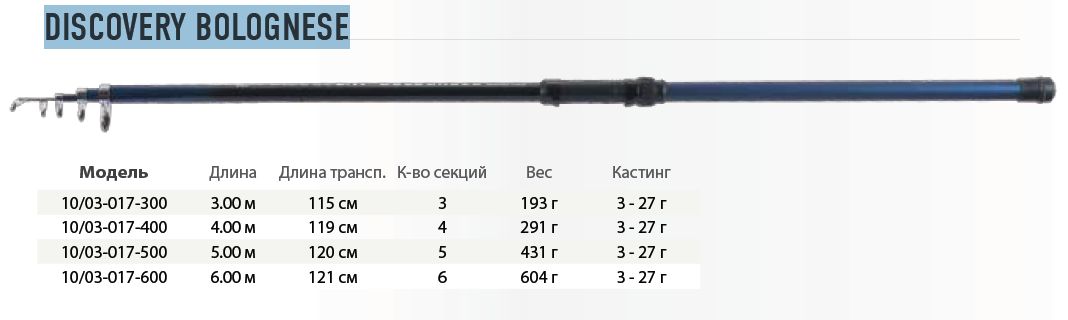 DISCOVERY BOLOGNESE
Модель Длина Длина трансп. К-во секций Вес Кастинг
10/03-017-300 3.00 м 115 см 3 193 г 3 - 27 г
10/03-017-400 4.00 м 119 см 4 291 г 3 - 27 г
10/03-017-500 5.00 м 120 см 5 431 г 3 - 27 г
10/03-017-600 6.00 м 121 см 6 604 г 3 - 27 г